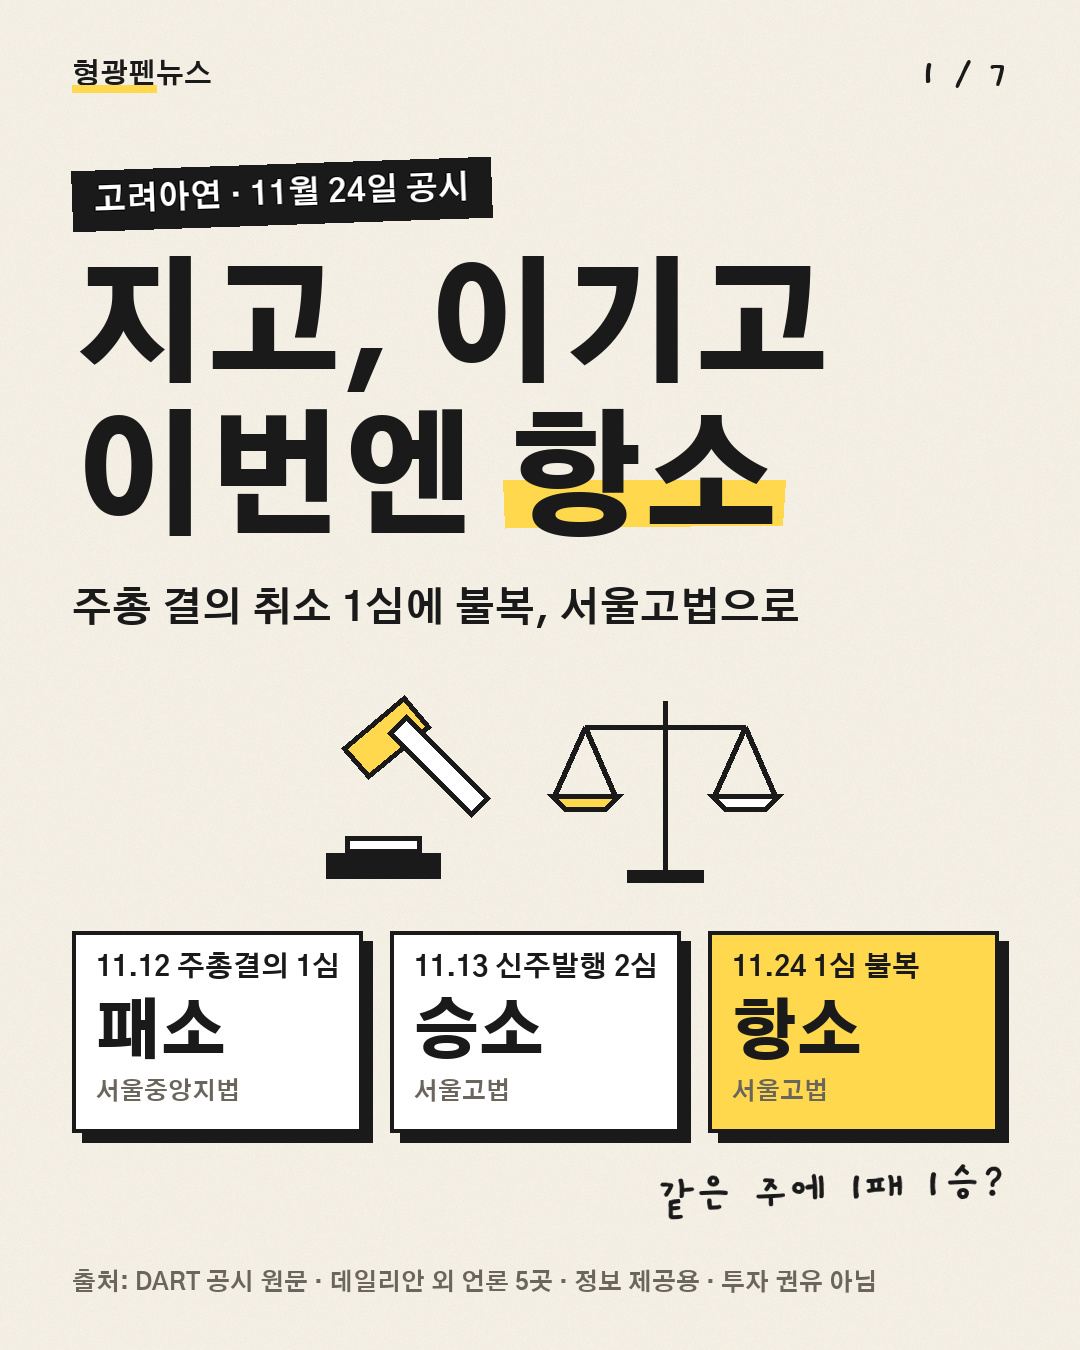 형광펜뉴스
1 / 7
고려아연 · 11월 24일 공시
지고, 이기고
이번엔 항소
주총 결의 취소 1심에 불복, 서울고법으로
11.12 주총결의 1심
패소
서울중앙지법
11.13 신주발행 2심
승소
서울고법
11.24 1심 불복
항소
서울고법
같은 주에 1패 1승?
출처: DART 공시 원문 · 데일리안 외 언론 5곳 · 정보 제공용 · 투자 권유 아님